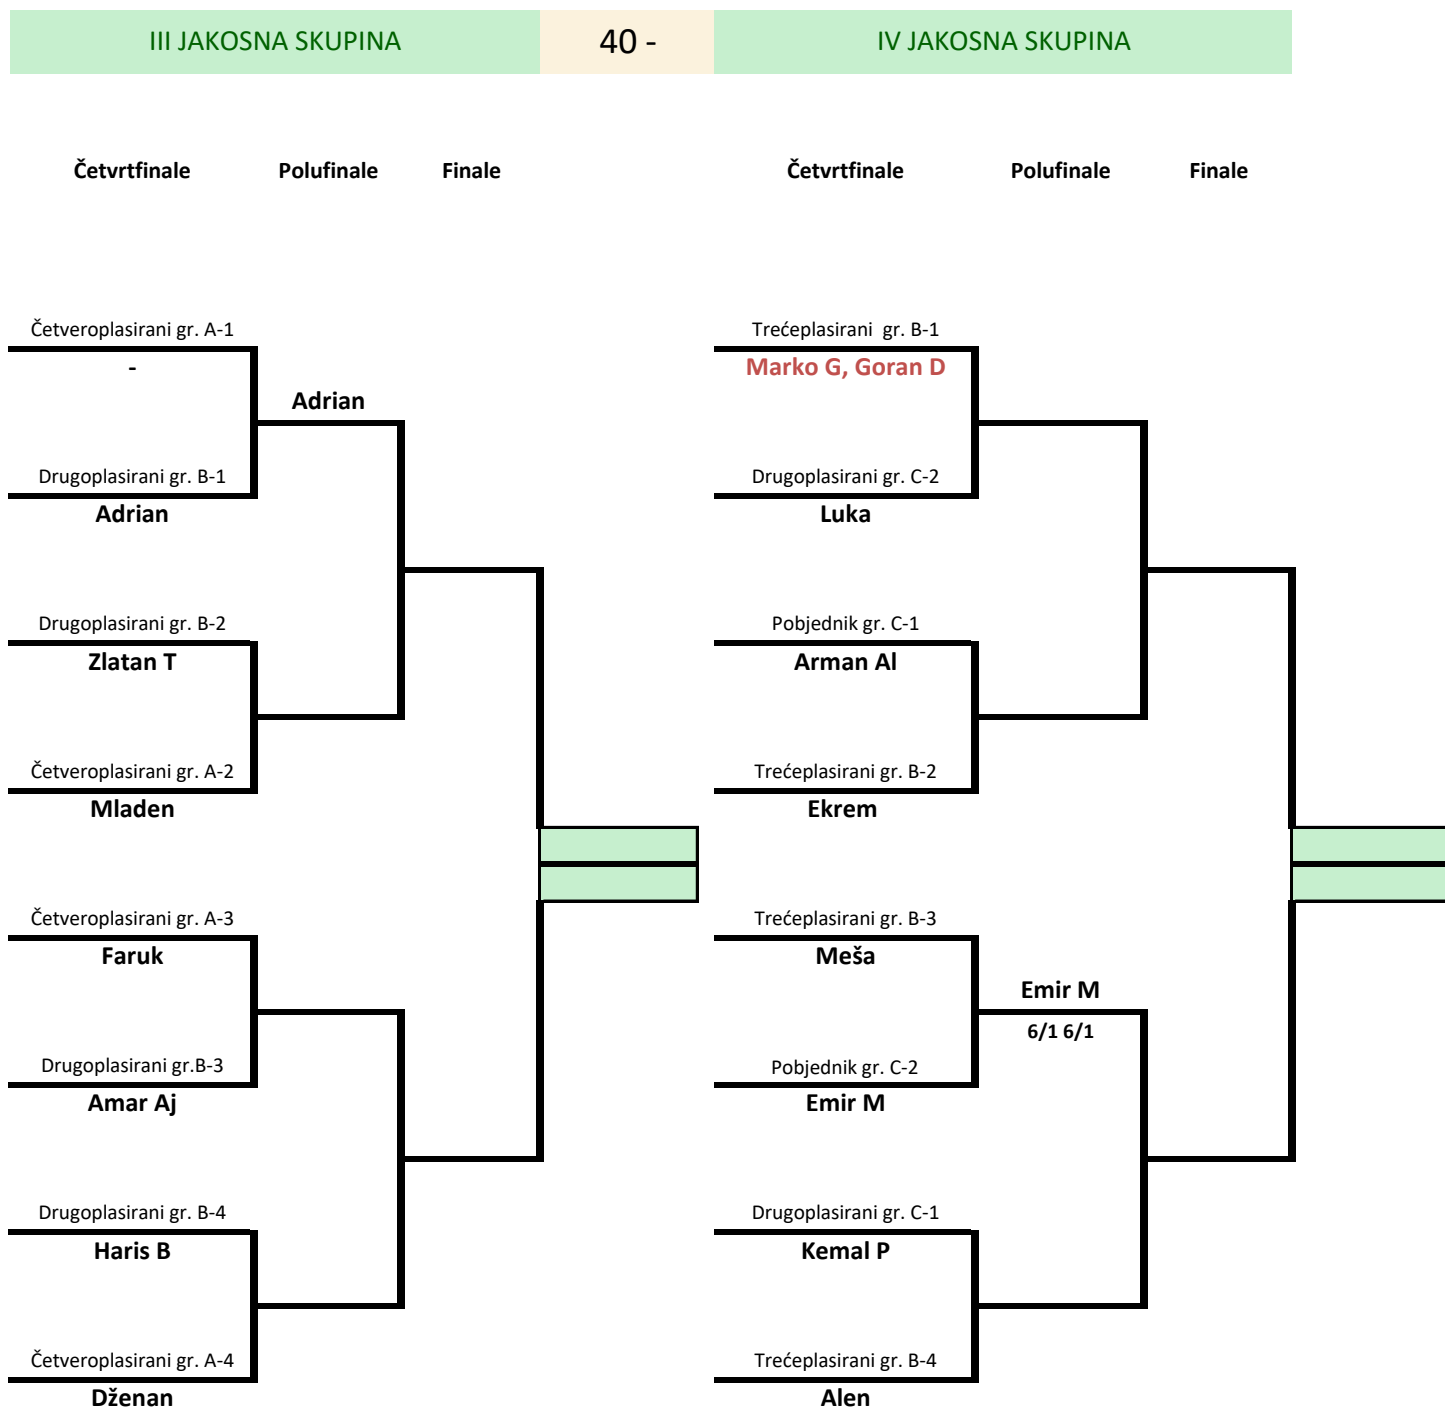 III JAKOSNA SKUPINA
40 -
IV JAKOSNA SKUPINA
Četvrtfinale
Polufinale
Finale
Četvrtfinale
Polufinale
Finale
Četveroplasirani gr. A-1
-
Adrian
Drugoplasirani gr. B-1
Adrian
Drugoplasirani gr. B-2
Zlatan T
Četveroplasirani gr. A-2
Mladen
Četveroplasirani gr. A-3
Faruk
Drugoplasirani gr.B-3
Amar Aj
Drugoplasirani gr. B-4
Haris B
Četveroplasirani gr. A-4
Dženan
Trećeplasirani  gr. B-1
Marko G, Goran D
Drugoplasirani gr. C-2
Luka
Pobjednik gr. C-1
Arman Al
Trećeplasirani gr. B-2
Ekrem
Trećeplasirani gr. B-3
Meša
Emir M
6/1 6/1
Pobjednik gr. C-2
Emir M
Drugoplasirani gr. C-1
Kemal P
Trećeplasirani gr. B-4
Alen